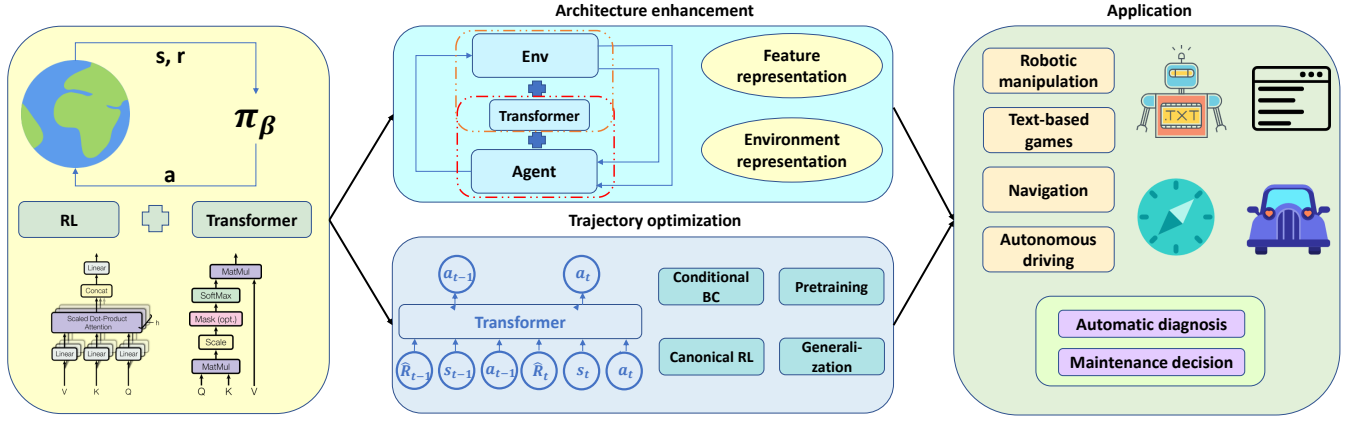 s, r
π_β
a
RL
Transformer
Linear
Concat
Scaled Dot-Product
Attention
h
Linear
Linear
Linear
V
K
Q
MatMul
SoftMax
Mask (opt.)
Scale
MatMul
Q
K
V
Architecture enhancement
Env
Transformer
Agent
Feature
representation
Environment
representation
Trajectory optimization
a_{t-1}
a_t
Transformer
R̂_{t-1}
s_{t-1}
a_{t-1}
R̂_t
s_t
a_t
Conditional
BC
Pretraining
Canonical RL
Generali-
zation
Application
Robotic
manipulation
Text-based
games
Navigation
Autonomous
driving
.TXT
Automatic diagnosis
Maintenance decision